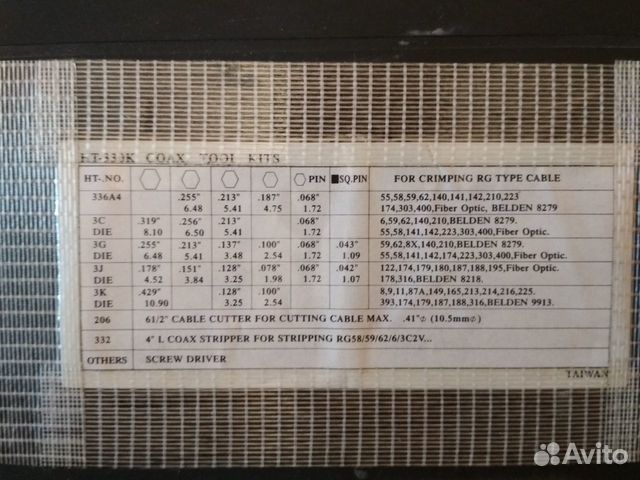 HT-330K COAX TOOL KITS
HT-.NO. PIN SQ.PIN FOR CRIMPING RG TYPE CABLE
336A4 .255" .213" .187" .068" 55,58,59,62,140,141,142,210,223
6.48 5.41 4.75 1.72 174,303,400,Fiber Optic, BELDEN 8279
3C .319" .256" .213" .068" 6,59,62,140,210,BELDEN 8279.
DIE 8.10 6.50 5.41 1.72 55,58,141,142,223,303,400,Fiber Optic.
3G .255" .213" .137" .100" .068" .043" 59,62,8X,140,210,BELDEN 8279.
DIE 6.48 5.41 3.48 2.54 1.72 1.09 55,58,141,142,174,223,303,400,Fiber Optic.
3J .178" .151" .128" .078" .068" .042" 122,174,179,180,187,188,195,Fiber Optic.
DIE 4.52 3.84 3.25 1.98 1.72 1.07 178,316,BELDEN 8218.
3K .429" .128" .100" 8,9,11,87A,149,165,213,214,216,225.
DIE 10.90 3.25 2.54 393,174,179,187,188,316,BELDEN 9913.
206 61/2" CABLE CUTTER FOR CUTTING CABLE MAX. .41"ø (10.5mmø)
332 4" L COAX STRIPPER FOR STRIPPING RG58/59/62/6/3C2V...
OTHERS SCREW DRIVER
TAIWAN
Avito